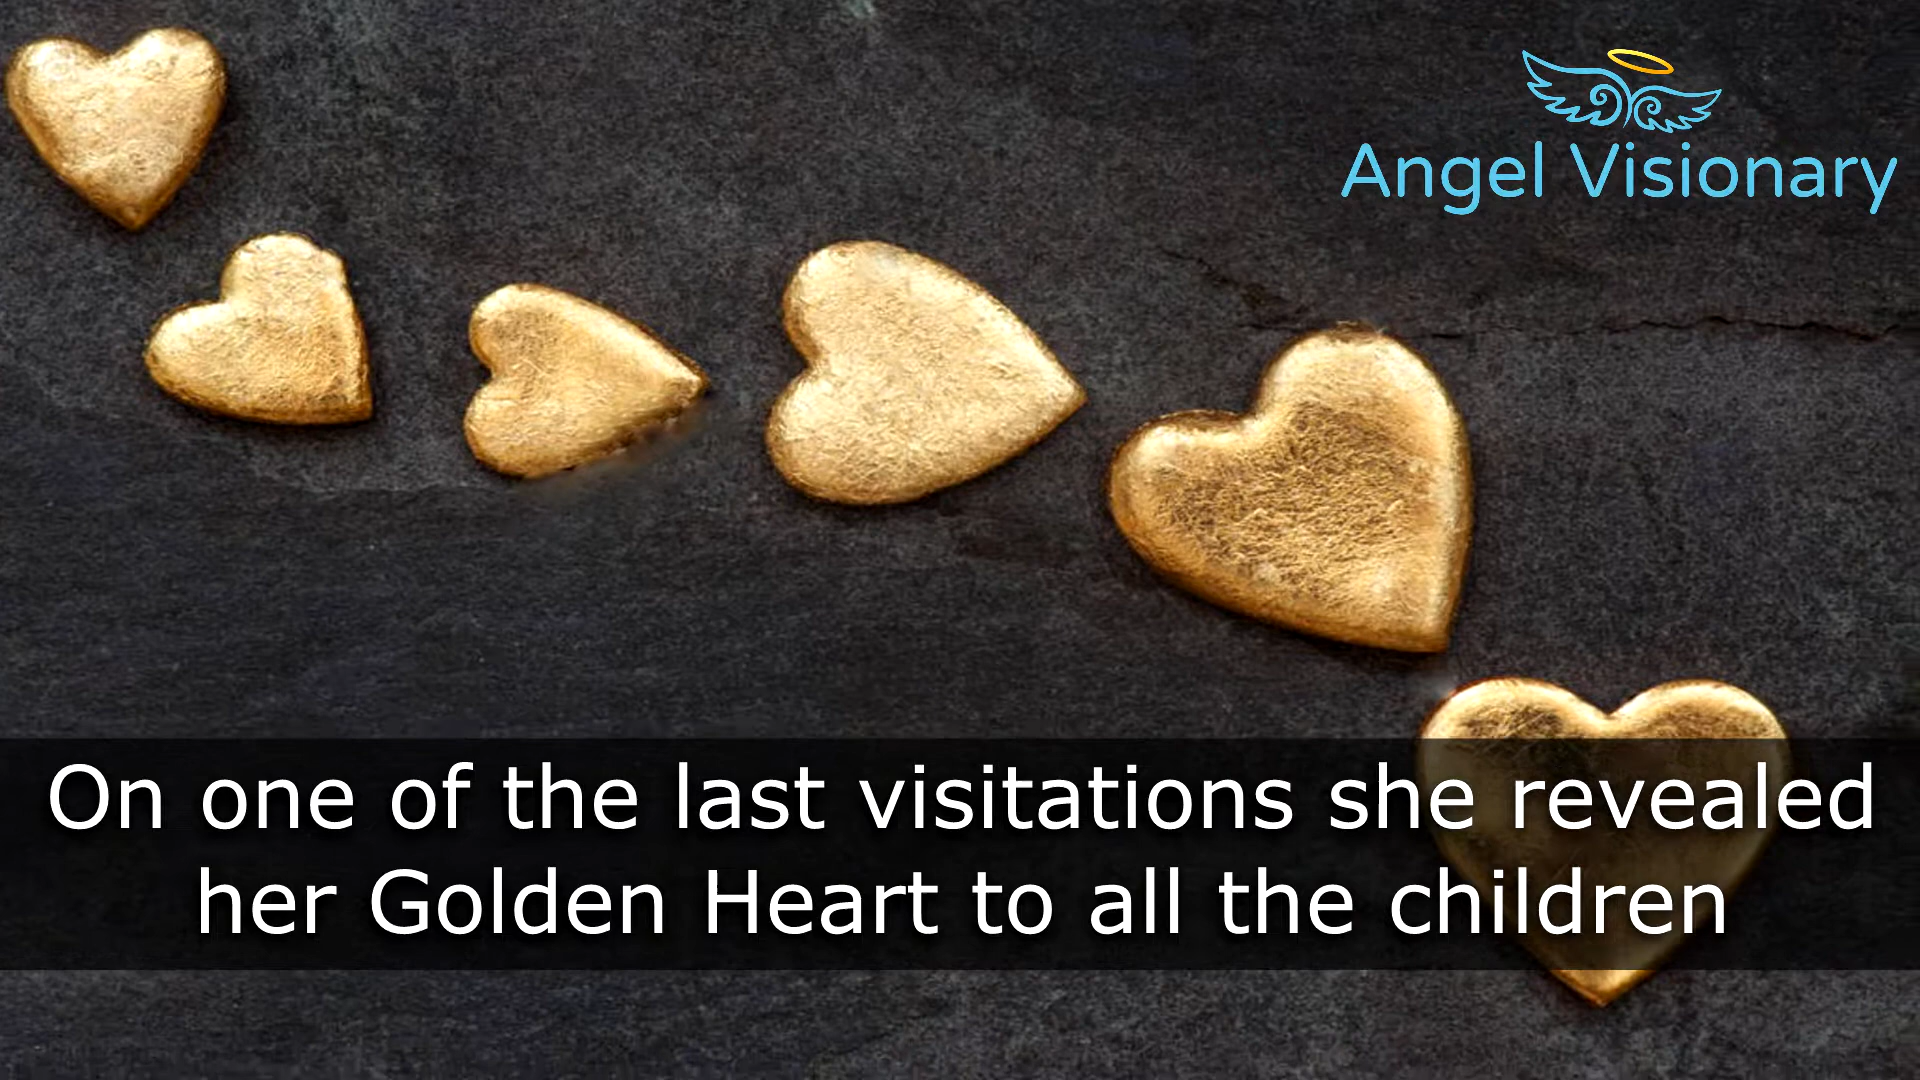 Angel Visionary
On one of the last visitations she revealed
her Golden Heart to all the children